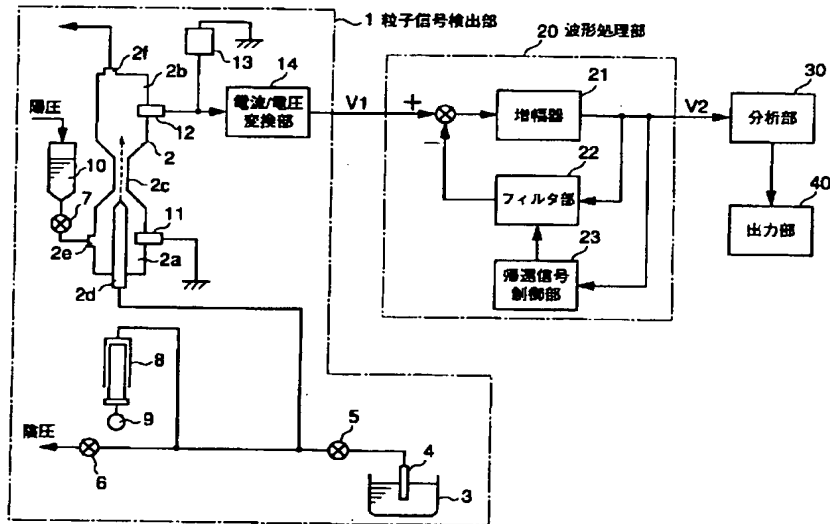 1 粒子信号検出部
20 波形処理部
2f
2b
13
14
電波/電圧
変換部
V1
+
−
21
増幅器
V2
30
分析部
陽圧
12
2
10
2c
22
フィルタ部
40
出力部
7
11
23
帰還信号
制御部
2e
2a
2d
8
9
5
陰圧
4
6
3